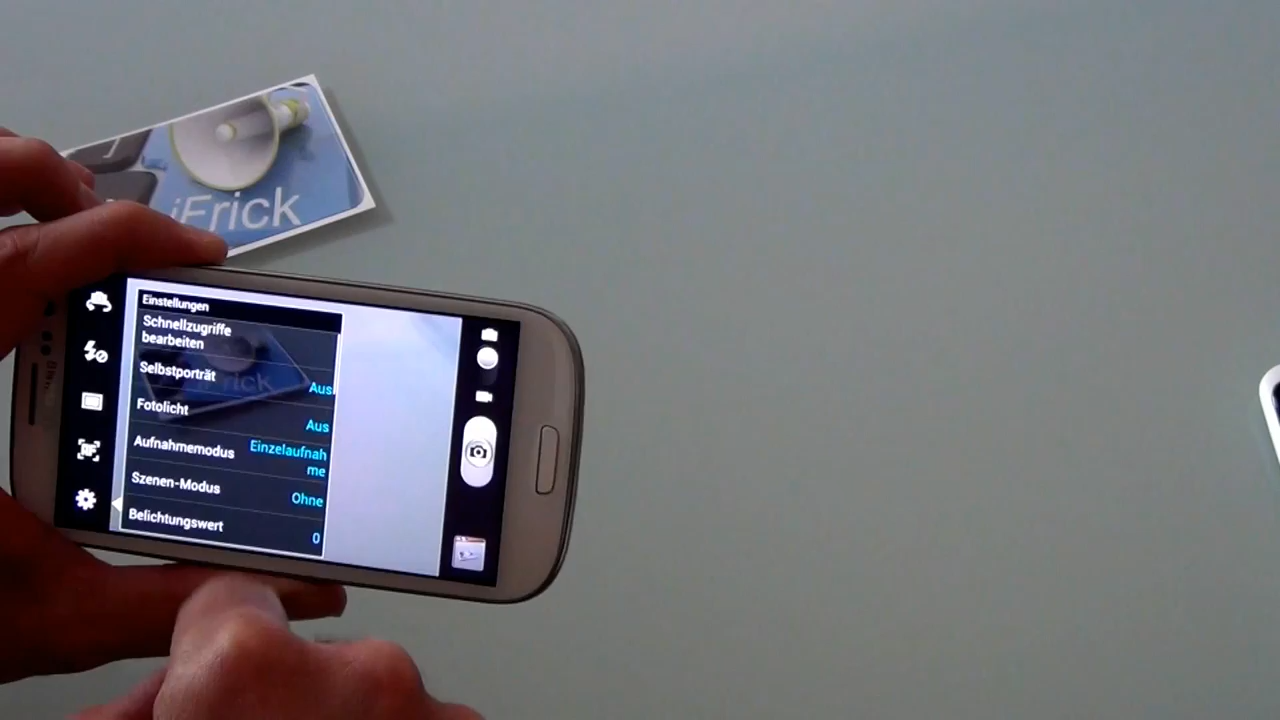 iFrick
Einstellungen
Schnellzugriffe
bearbeiten
Selbstporträt
Aus
Fotolicht
Aus
Aufnahmemodus
Einzelaufnah
me
Szenen-Modus
Ohne
Belichtungswert
0